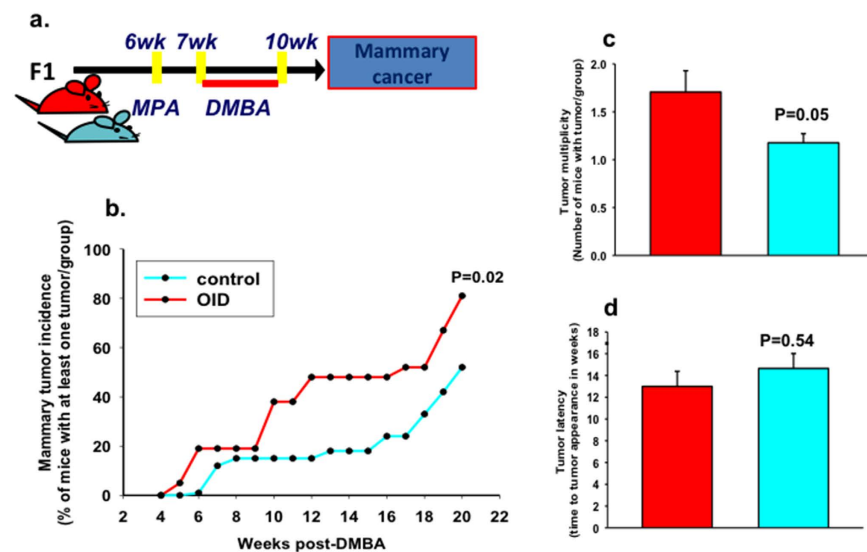 a.
6wk 7wk 10wk
F1
MPA DMBA
Mammary
cancer
b.
Mammary tumor incidence
(% of mice with at least one tumor/group)
100
80
60
40
20
0
control
OID
P=0.02
2 4 6 8 10 12 14 16 18 20 22
Weeks post-DMBA
c
Tumor multiplicity
(Number of mice with tumor/group)
2.0
1.5
1.0
0.5
0.0
P=0.05
d
Tumor latency
(time to tumor appearance in weeks)
18
16
14
12
10
8
6
4
2
0
P=0.54